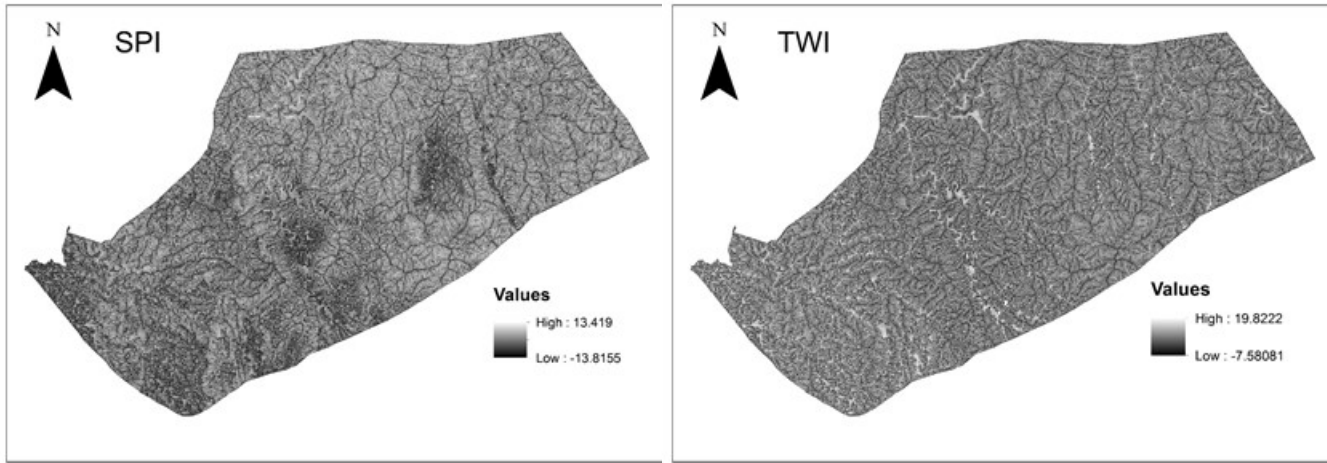 N
SPI
Values
High : 13.419
Low : -13.8155
N
TWI
Values
High : 19.8222
Low : -7.58081